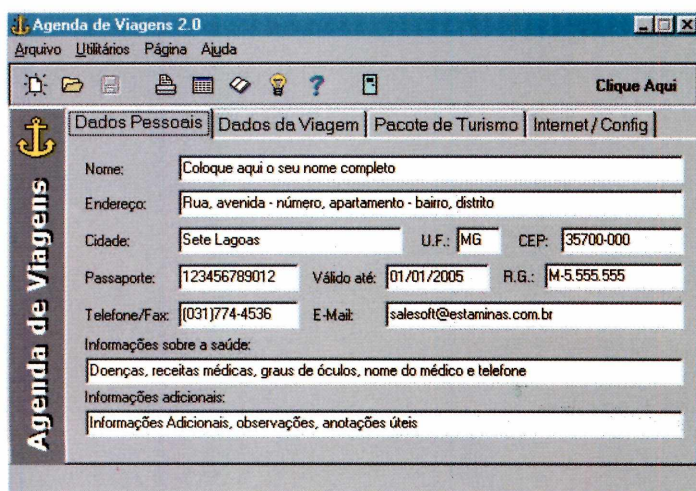 Agenda de Viagens 2.0
Arquivo Utilitários Página Ajuda
Clique Aqui
Dados Pessoais Dados da Viagem Pacote de Turismo Internet / Config
Agenda de Viagens
Nome: Coloque aqui o seu nome completo
Endereço: Rua, avenida - número, apartamento - bairro, distrito
Cidade: Sete Lagoas U.F.: MG CEP: 35700-000
Passaporte: 123456789012 Válido até: 01/01/2005 R.G.: M-5.555.555
Telefone/Fax: (031)774-4536 E-Mail: salesoft@estaminas.com.br
Informações sobre a saúde:
Doenças, receitas médicas, graus de óculos, nome do médico e telefone
Informações adicionais:
Informações Adicionais, observações, anotações úteis